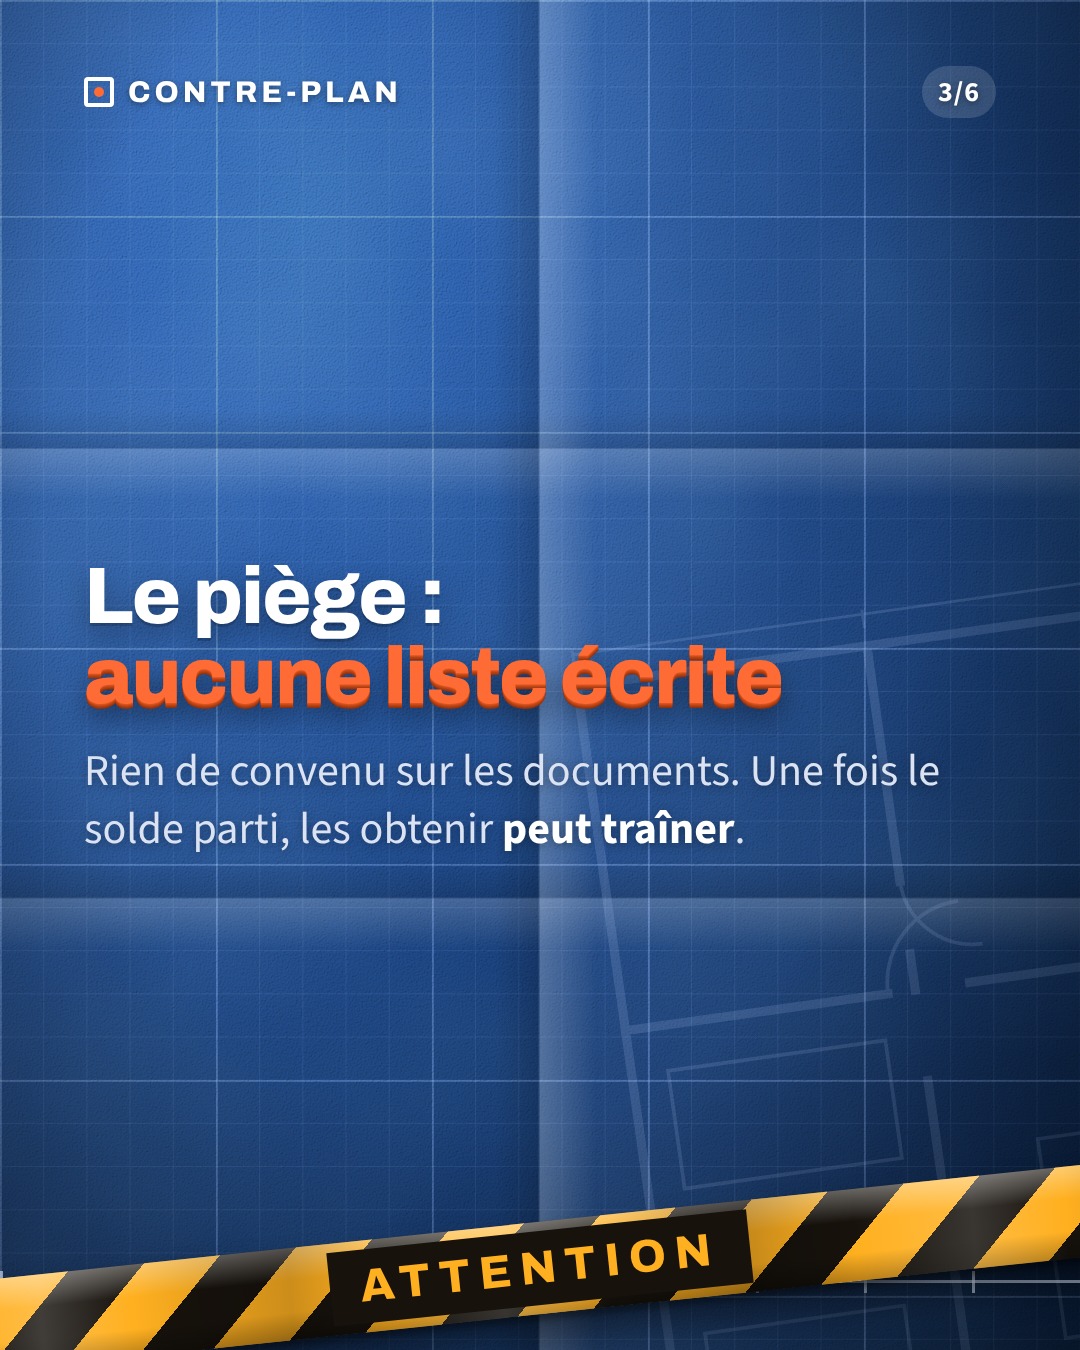 CONTRE-PLAN
3/6
Le piège :
aucune liste écrite
Rien de convenu sur les documents. Une fois le
solde parti, les obtenir peut traîner.
ATTENTION